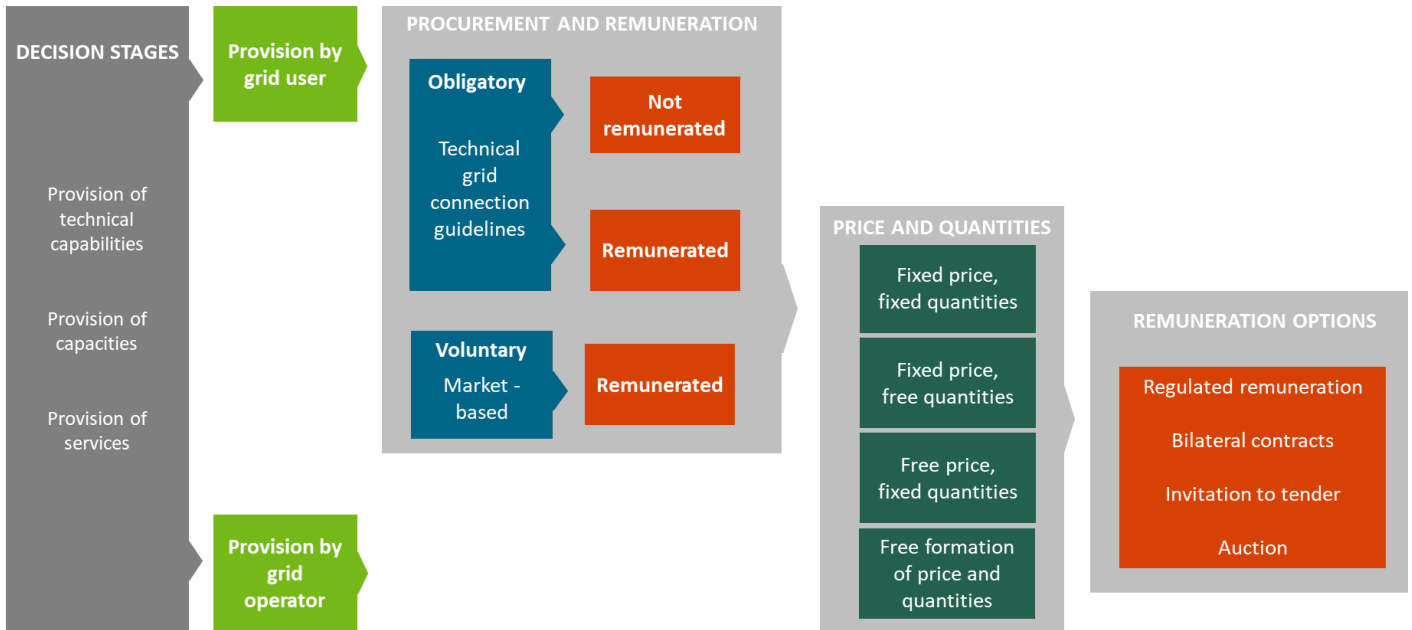 DECISION STAGES
Provision of
technical
capabilities
Provision of
capacities
Provision of
services
Provision by
grid user
Provision by
grid
operator
PROCUREMENT AND REMUNERATION
Obligatory
Technical
grid
connection
guidelines
Not
remunerated
Remunerated
Voluntary
Market -
based
Remunerated
PRICE AND QUANTITIES
Fixed price,
fixed quantities
Fixed price,
free quantities
Free price,
fixed quantities
Free formation
of price and
quantities
REMUNERATION OPTIONS
Regulated remuneration
Bilateral contracts
Invitation to tender
Auction